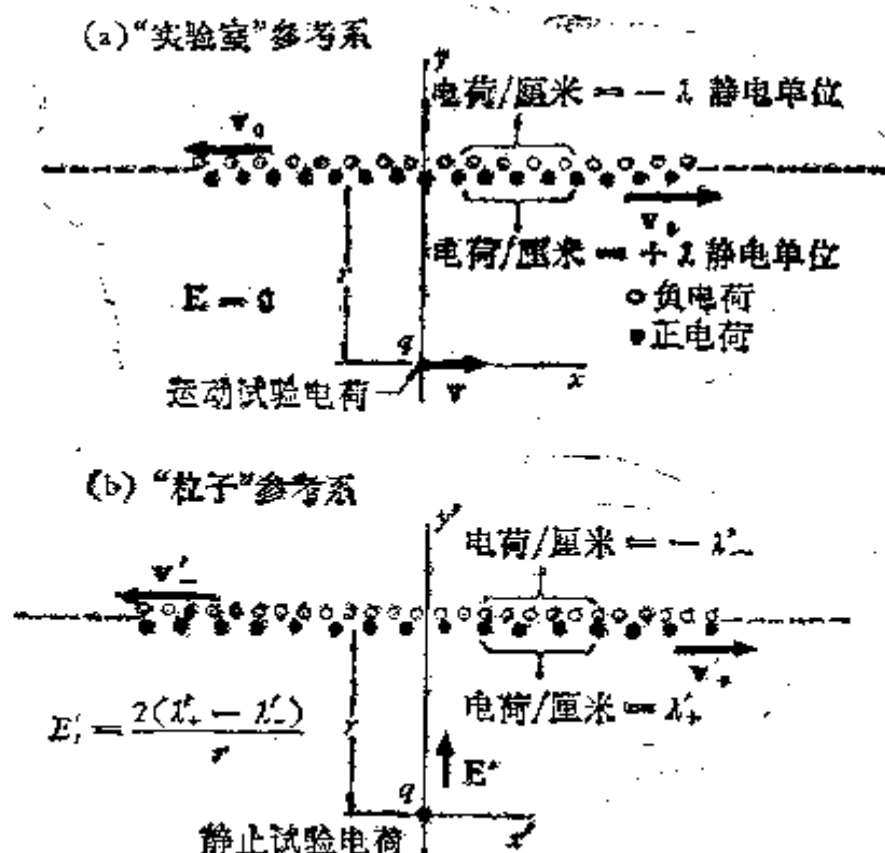 (a)“实验室”参考系
y
电荷/厘米 = - λ 静电单位
v₀
v₀
电荷/厘米 = + λ 静电单位
E = 0
○负电荷
●正电荷
r
q
v
x
运动试验电荷
(b)“粒子”参考系
y'
电荷/厘米 = - λ'₋
v'₋
v'₊
电荷/厘米 = λ'₊
E'ᵣ = 2(λ'₊ - λ'₋) / r
r
E'
q
x'
静止试验电荷